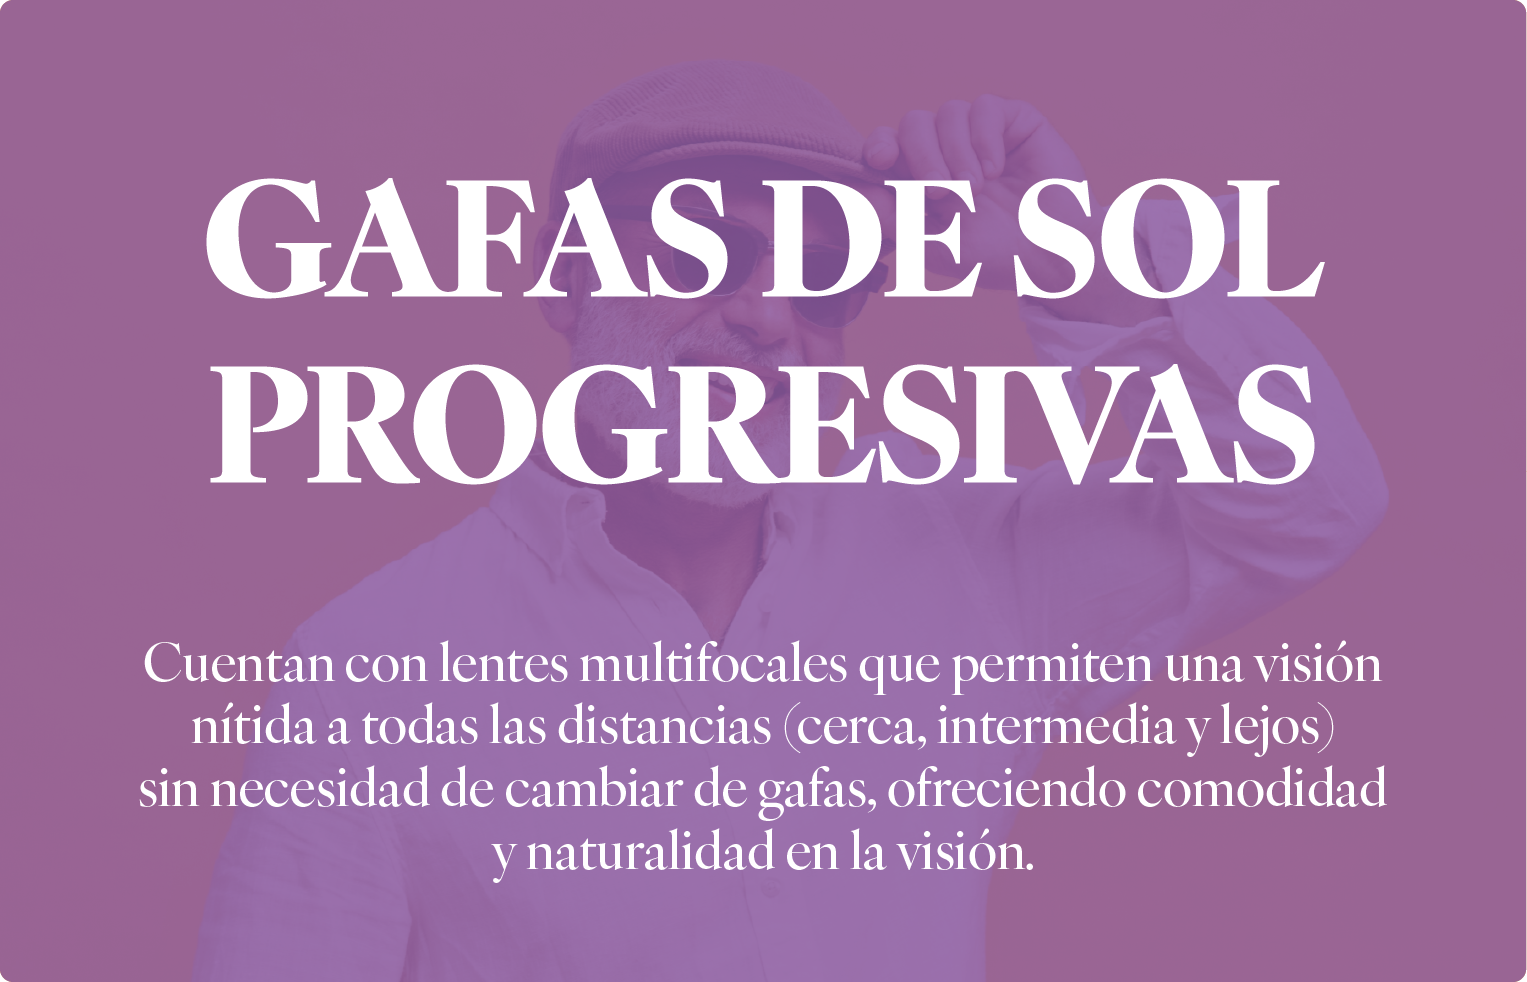 GAFAS DE SOL
PROGRESIVAS
Cuentan con lentes multifocales que permiten una visión
nítida a todas las distancias (cerca, intermedia y lejos)
sin necesidad de cambiar de gafas, ofreciendo comodidad
y naturalidad en la visión.